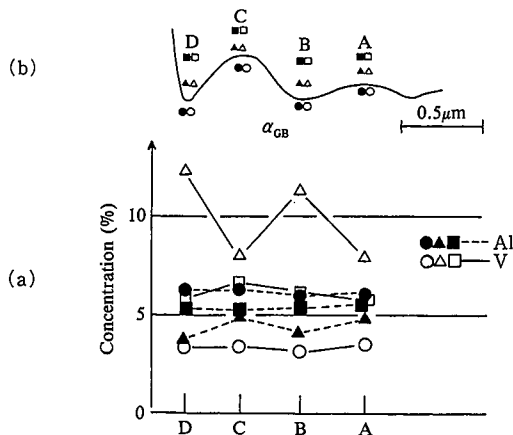 C
D
B
A
(b)
0.5μm
α_GB
Concentration (%)
10
Al
V
(a)
5
0
D C B A